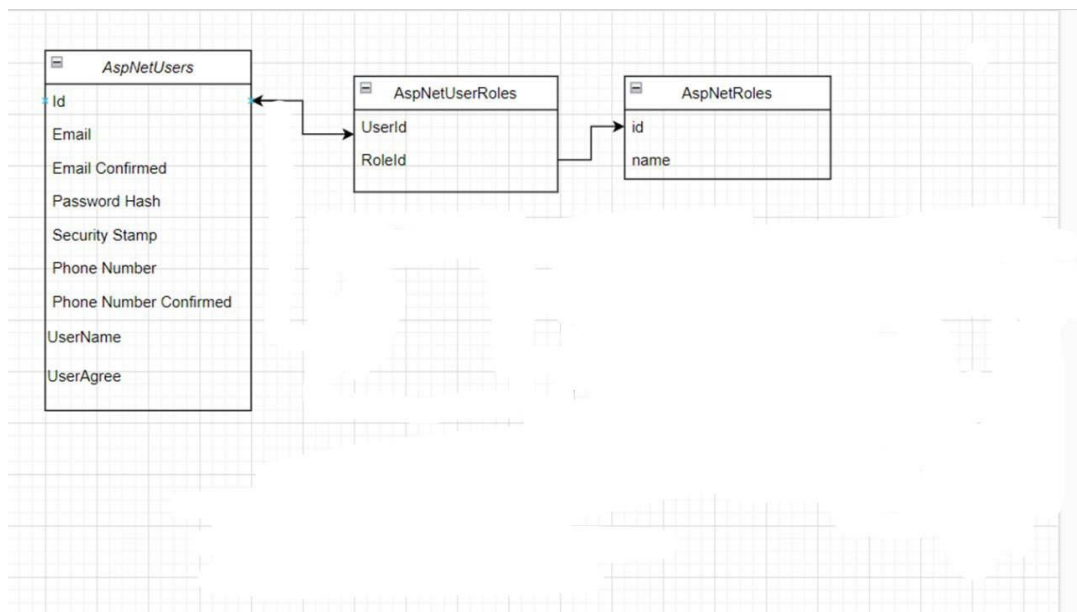 AspNetUsers
Id
Email
Email Confirmed
Password Hash
Security Stamp
Phone Number
Phone Number Confirmed
UserName
UserAgree
AspNetUserRoles
UserId
RoleId
AspNetRoles
id
name